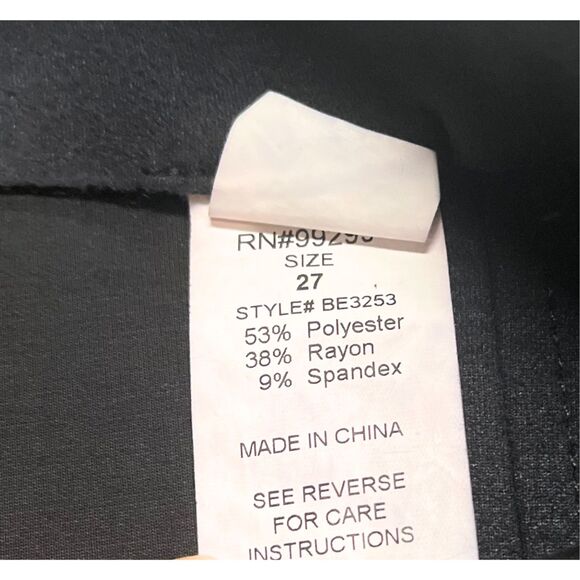 SIZE
27
STYLE# BE3253
53% Polyester
38% Rayon
9% Spandex
MADE IN CHINA
SEE REVERSE
FOR CARE
INSTRUCTIONS